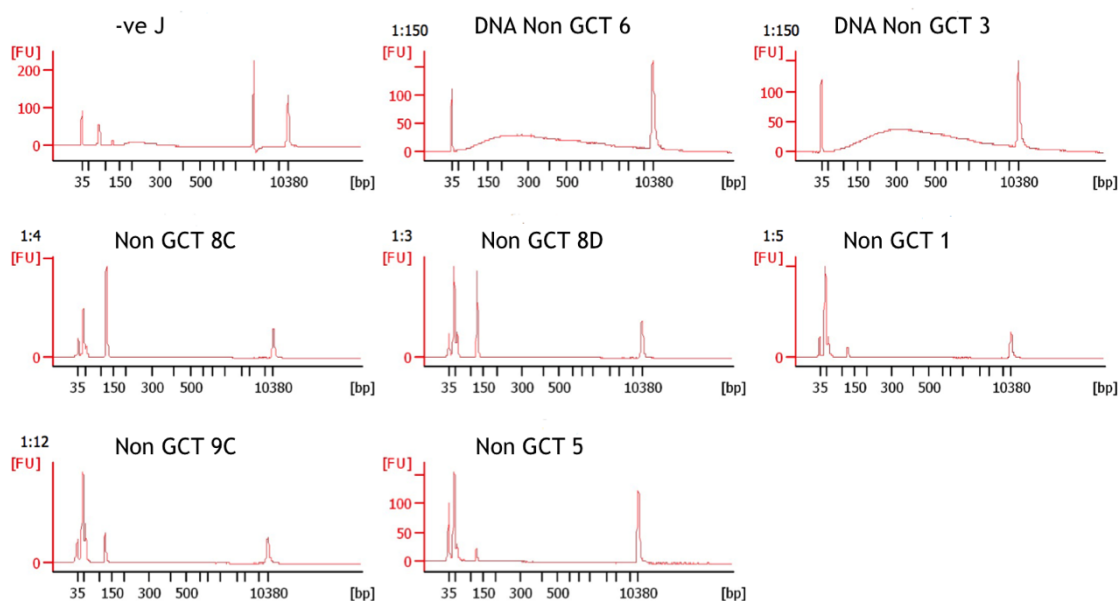 -ve J
[FU]
200
100
0
35 150 300 500 10380 [bp]
1:150 DNA Non GCT 6
[FU]
100
50
0
35 150 300 500 10380 [bp]
1:150 DNA Non GCT 3
[FU]
100
50
0
35 150 300 500 10380 [bp]
1:4 Non GCT 8C
[FU]
0
35 150 300 500 10380 [bp]
1:3 Non GCT 8D
[FU]
0
35 150 300 500 10380 [bp]
1:5 Non GCT 1
[FU]
0
35 150 300 500 10380 [bp]
1:12 Non GCT 9C
[FU]
0
35 150 300 500 10380 [bp]
Non GCT 5
[FU]
100
50
0
35 150 300 500 10380 [bp]